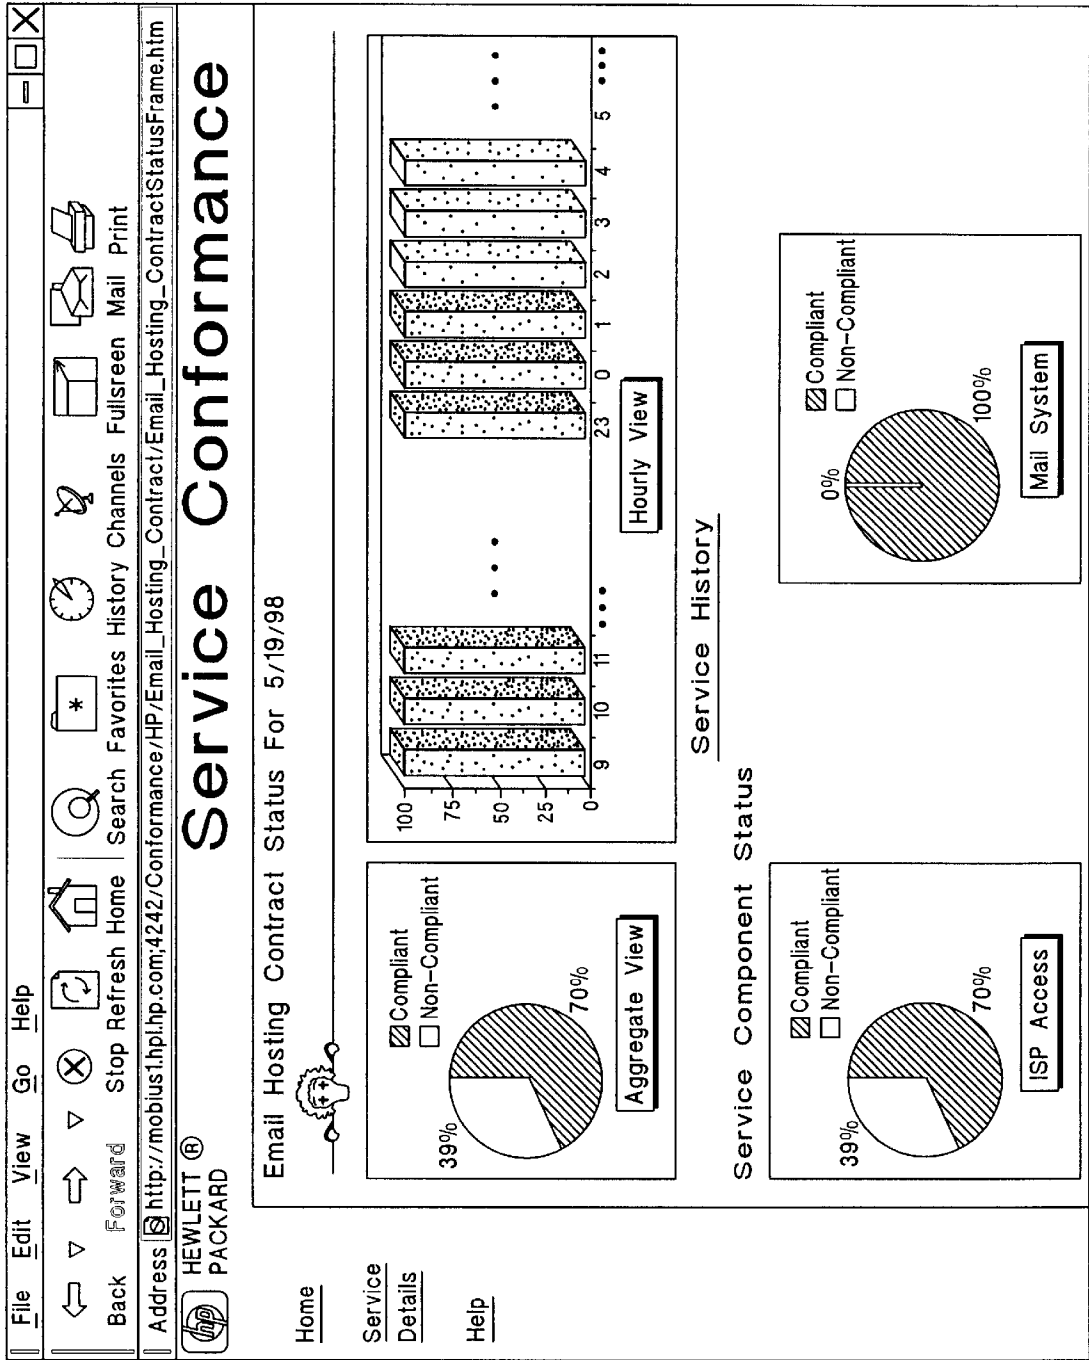 File Edit View Go Help
Back Forward Stop Refresh Home Search Favorites History Channels Fullsreen Mail Print
Address http://mobius1.hpl.hp.com;4242/Conformance/HP/Email_Hosting_Contract/Email_Hosting_ContractStatusFrame.htm
hp HEWLETT ®
PACKARD
Service Conformance
Home
Service
Details
Help
Email Hosting Contract Status For 5/19/98
39%
70%
Compliant
Non-Compliant
Aggregate View
100
75
50
25
0
9 10 11 23 0 1 2 3 4 5
Hourly View
Service History
Service Component Status
39%
70%
Compliant
Non-Compliant
ISP Access
0%
100%
Compliant
Non-Compliant
Mail System